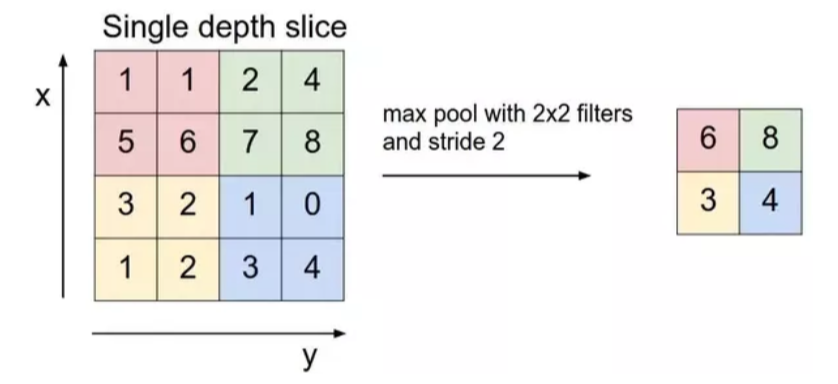 Single depth slice
x
1 1 2 4
5 6 7 8
3 2 1 0
1 2 3 4
y
max pool with 2x2 filters
and stride 2
6 8
3 4